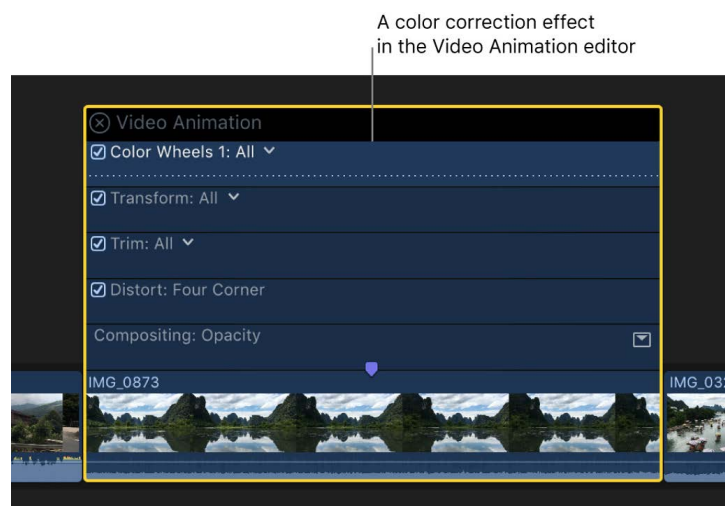 A color correction effect
in the Video Animation editor
Video Animation
Color Wheels 1: All
Transform: All
Trim: All
Distort: Four Corner
Compositing: Opacity
IMG_0873
IMG_032